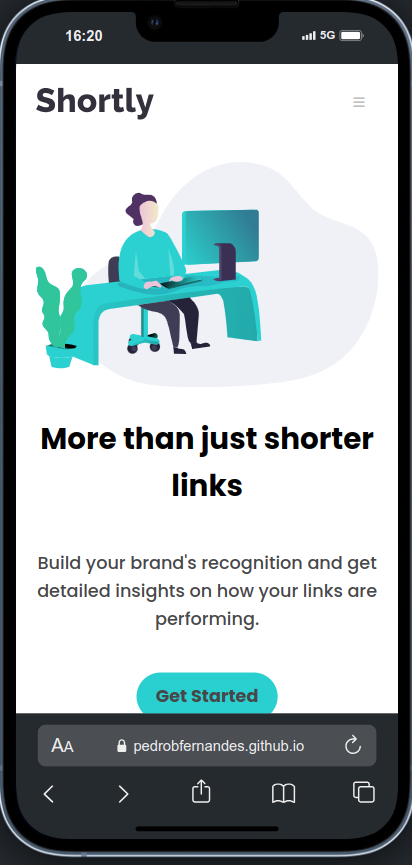 16:20
5G
Shortly
More than just shorter
links
Build your brand's recognition and get
detailed insights on how your links are
performing.
Get Started
AA
pedrobfernandes.github.io